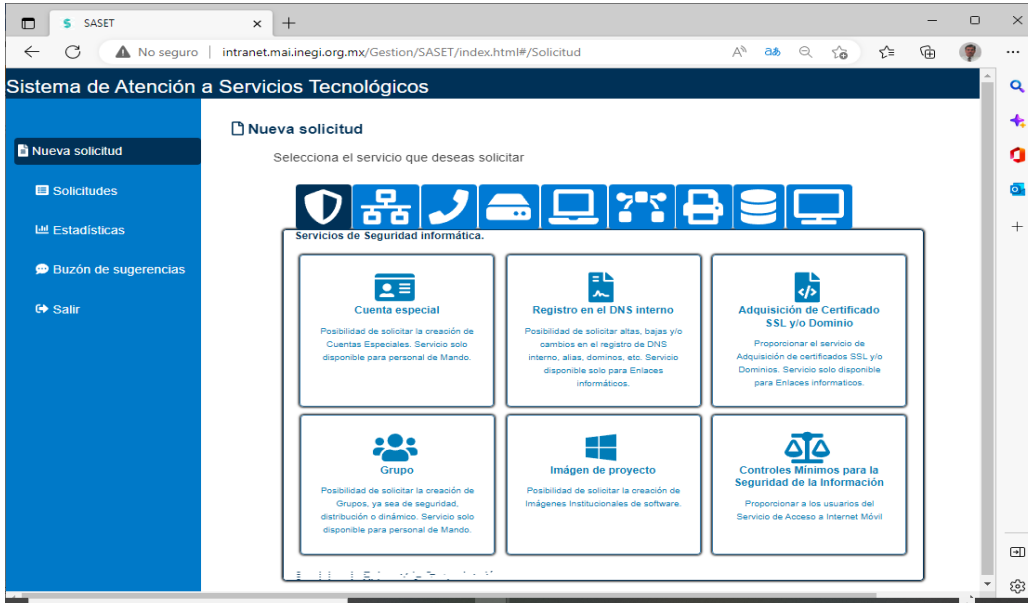 SASET
No seguro
intranet.mai.inegi.org.mx/Gestion/SASET/index.html#/Solicitud
Sistema de Atención a Servicios Tecnológicos
Nueva solicitud
Solicitudes
Estadísticas
Buzón de sugerencias
Salir
Nueva solicitud
Selecciona el servicio que deseas solicitar
Servicios de Seguridad informática.
Cuenta especial
Posibilidad de solicitar la creación de
Cuentas Especiales. Servicio solo
disponible para personal de Mando.
Registro en el DNS interno
Posibilidad de solicitar altas, bajas y/o
cambios en el registro de DNS
interno, alias, dominos, etc. Servicio
disponible solo para Enlaces
informáticos.
Adquisición de Certificado
SSL y/o Dominio
Proporcionar el servicio de
Adquisición de certificados SSL y/o
Dominios. Servicio solo disponible
para Enlaces informaticos.
Grupo
Posibilidad de solicitar la creación de
Grupos, ya sea de seguridad,
distribución o dinámico. Servicio solo
disponible para personal de Mando.
Imágen de proyecto
Posibilidad de solicitar la creación de
Imágenes Institucionales de software.
Controles Mínimos para la
Seguridad de la Información
Proporcionar a los usuarios del
Servicio de Acceso a Internet Móvil